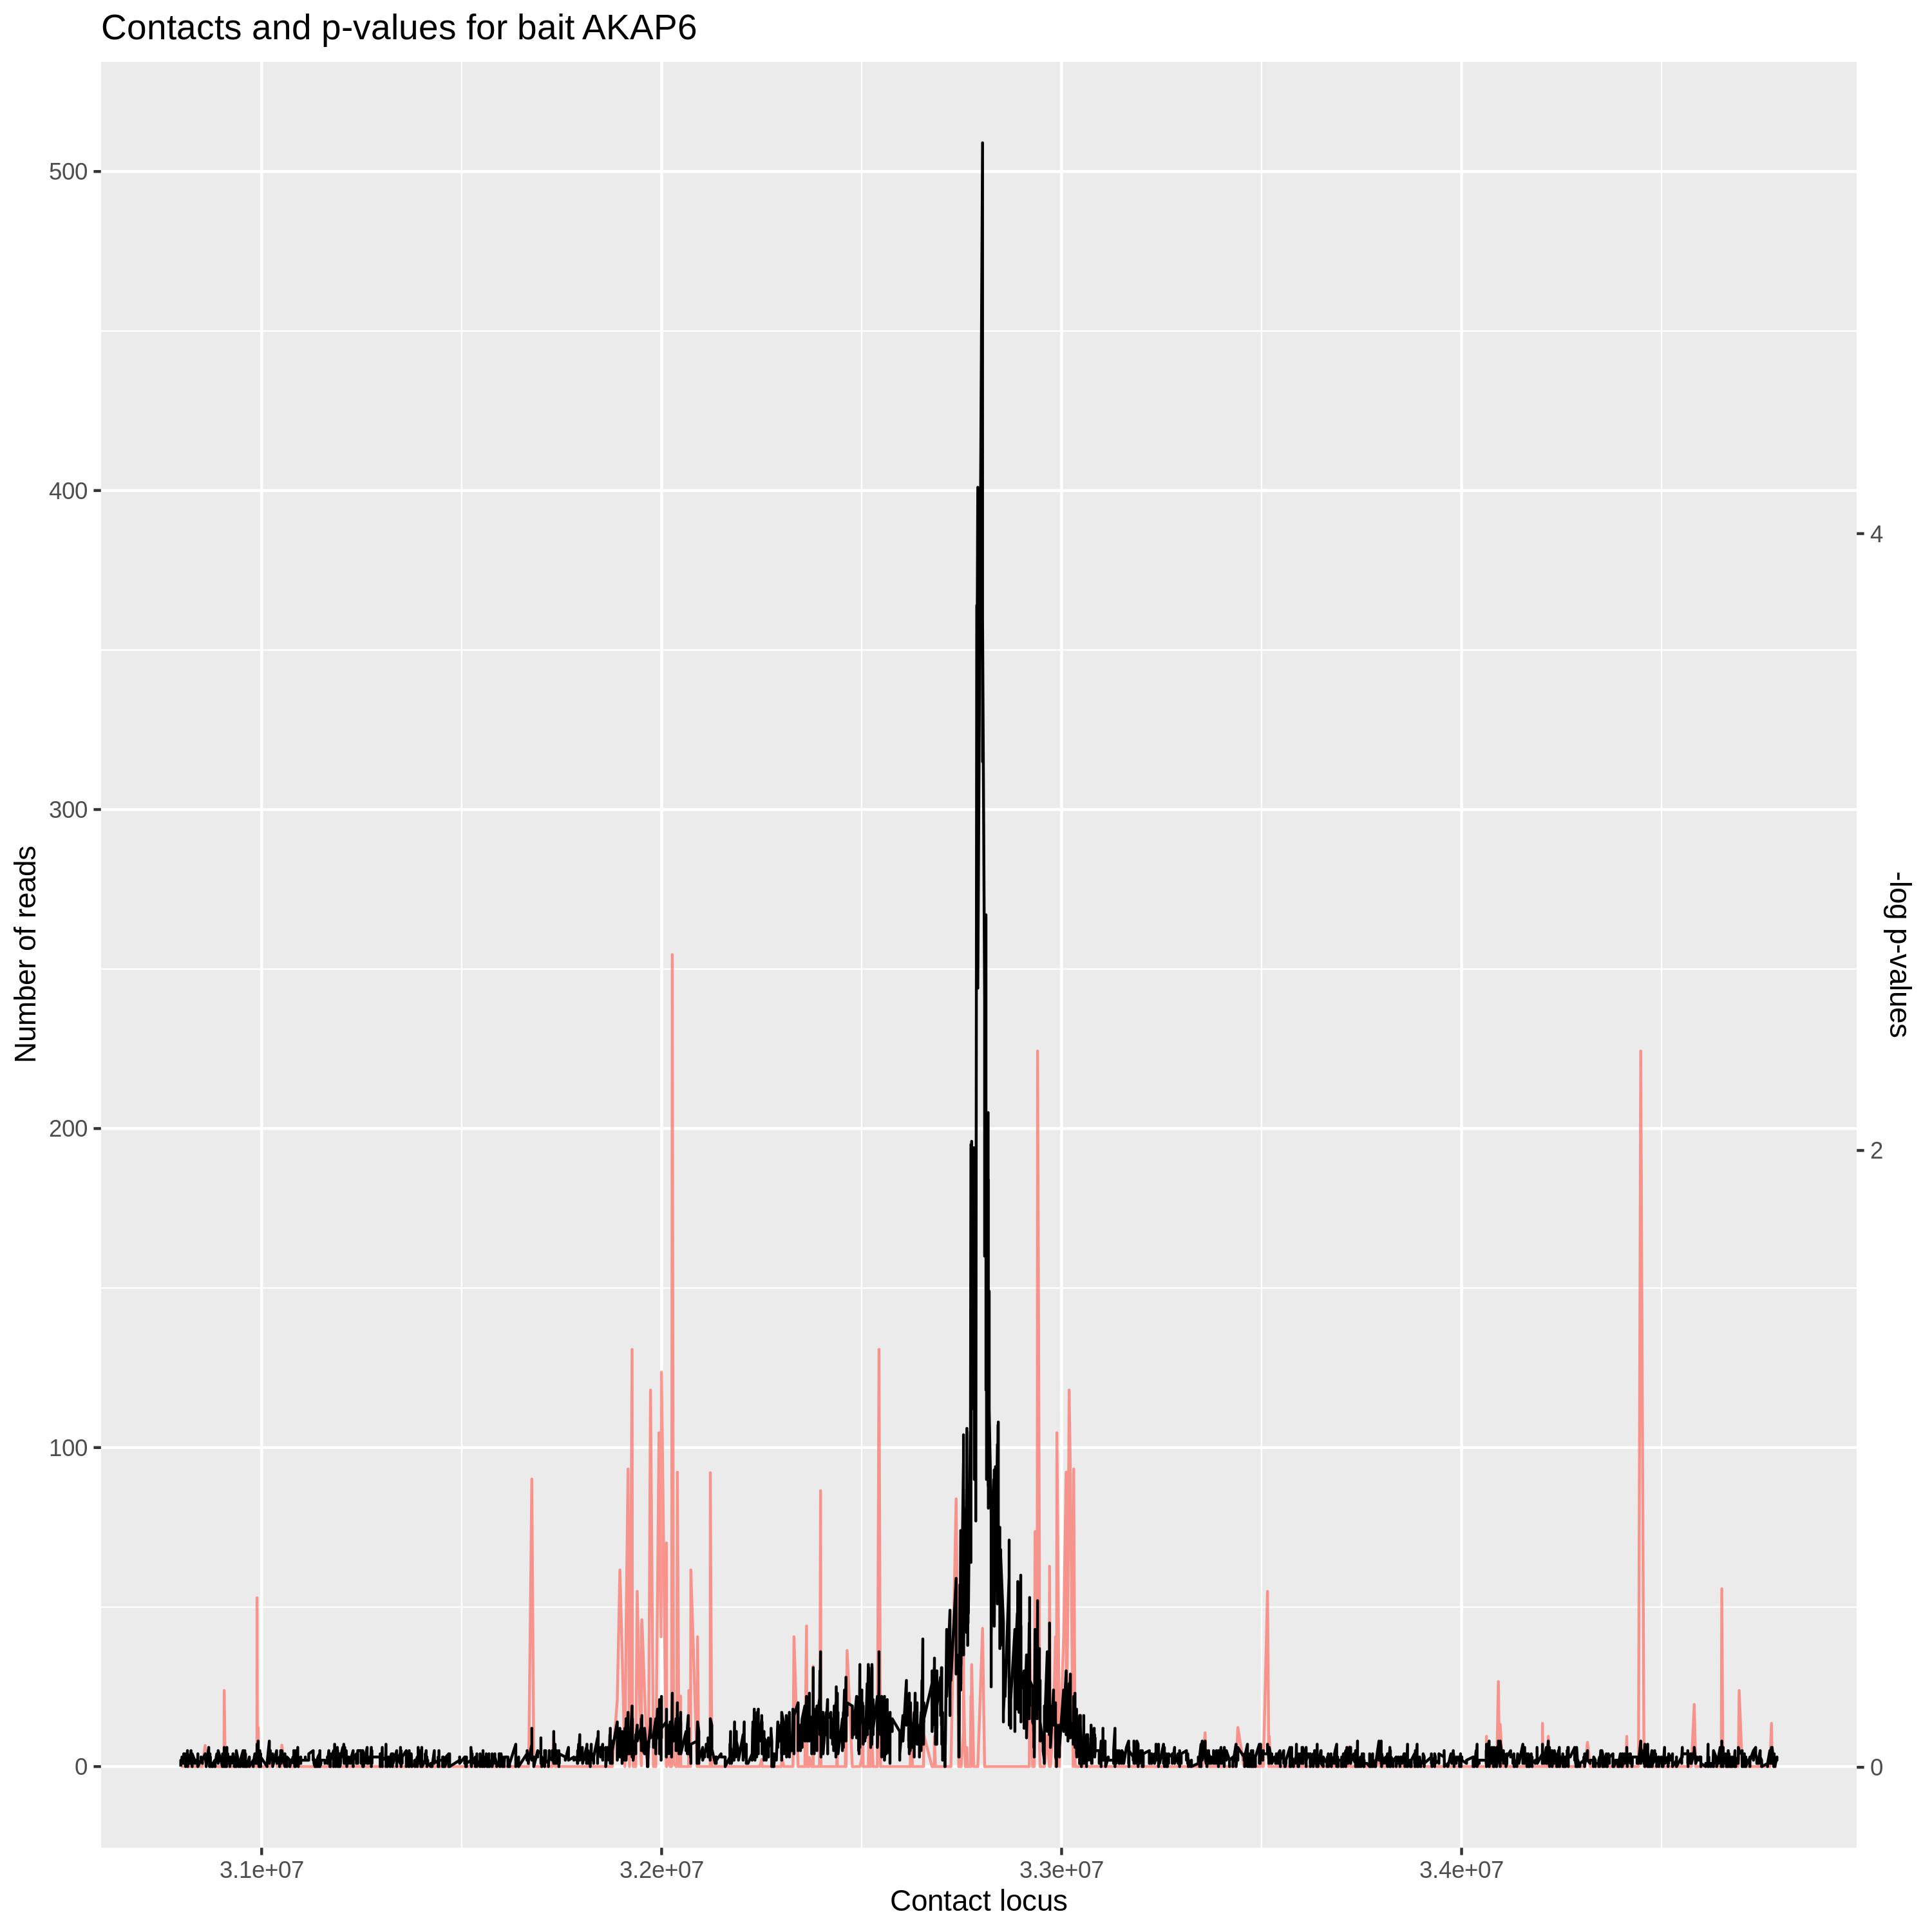 Contacts and p-values for bait AKAP6
500
400
300
200
100
0
Number of reads
4
2
0
-log p-values
3.1e+07
3.2e+07
3.3e+07
3.4e+07
Contact locus